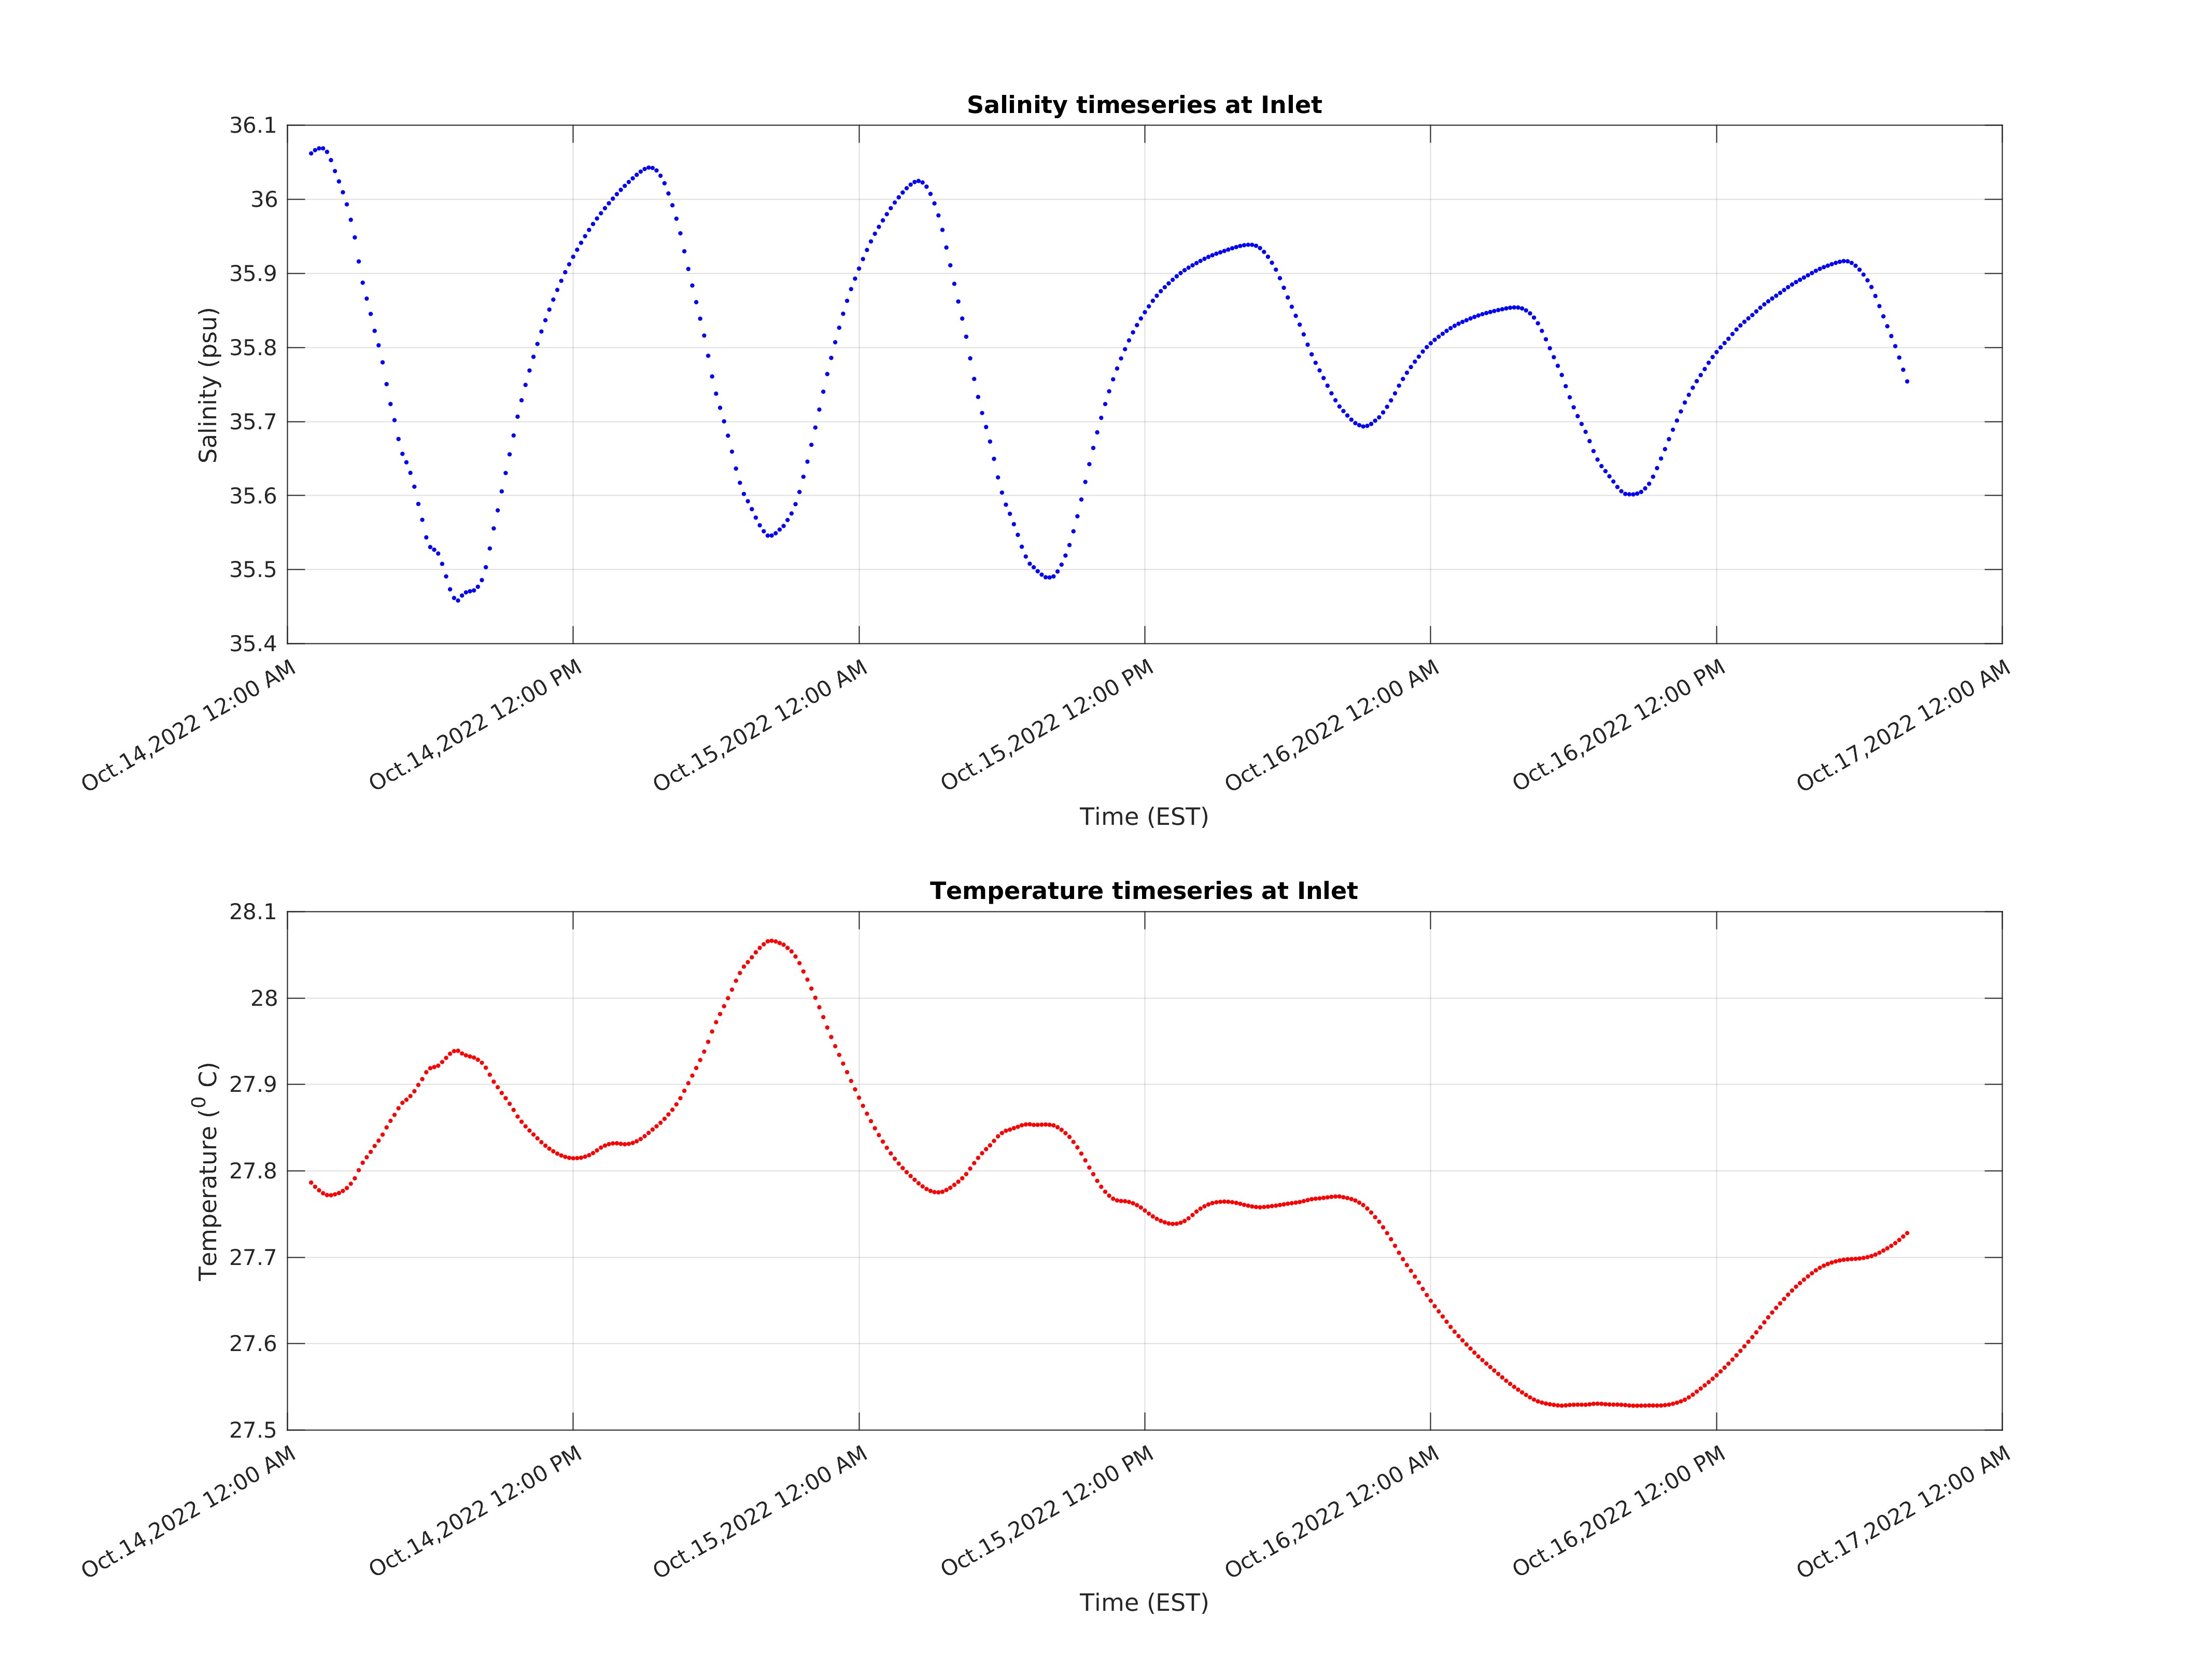 Salinity timeseries at Inlet
Salinity (psu)
36.1
36
35.9
35.8
35.7
35.6
35.5
35.4
Oct.14,2022 12:00 AM
Oct.14,2022 12:00 PM
Oct.15,2022 12:00 AM
Oct.15,2022 12:00 PM
Oct.16,2022 12:00 AM
Oct.16,2022 12:00 PM
Oct.17,2022 12:00 AM
Time (EST)
Temperature timeseries at Inlet
Temperature (⁰ C)
28.1
28
27.9
27.8
27.7
27.6
27.5
Oct.14,2022 12:00 AM
Oct.14,2022 12:00 PM
Oct.15,2022 12:00 AM
Oct.15,2022 12:00 PM
Oct.16,2022 12:00 AM
Oct.16,2022 12:00 PM
Oct.17,2022 12:00 AM
Time (EST)